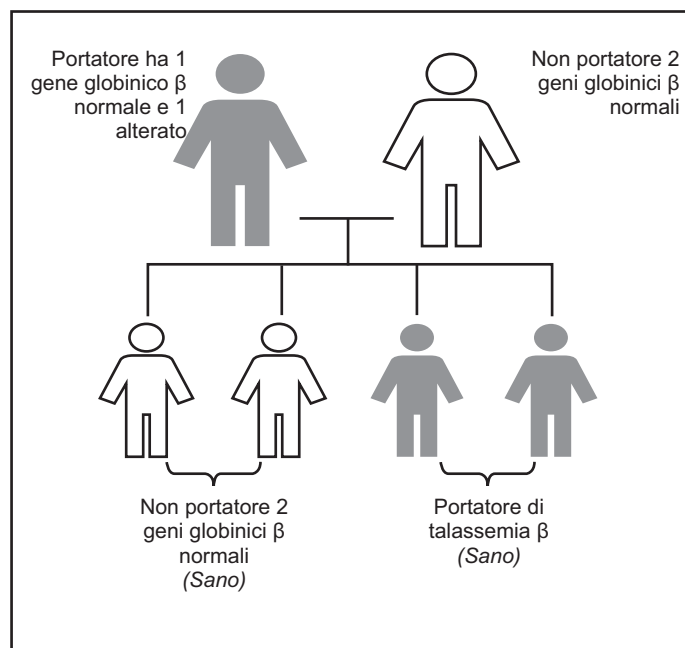 Portatore ha 1
gene globinico β
normale e 1
alterato
Non portatore 2
geni globinici β
normali
Non portatore 2
geni globinici β
normali
(Sano)
Portatore di
talassemia β
(Sano)